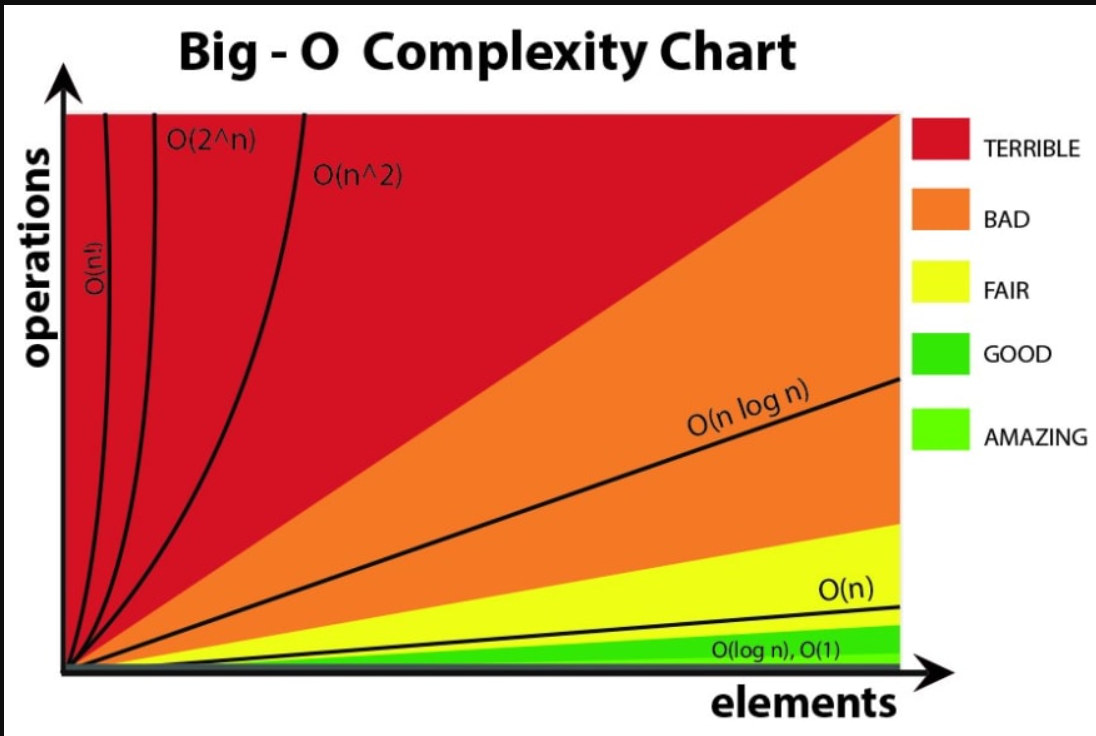 Big - O Complexity Chart
operations
O(n!)
O(2^n)
O(n^2)
O(n log n)
O(n)
O(log n), O(1)
elements
TERRIBLE
BAD
FAIR
GOOD
AMAZING